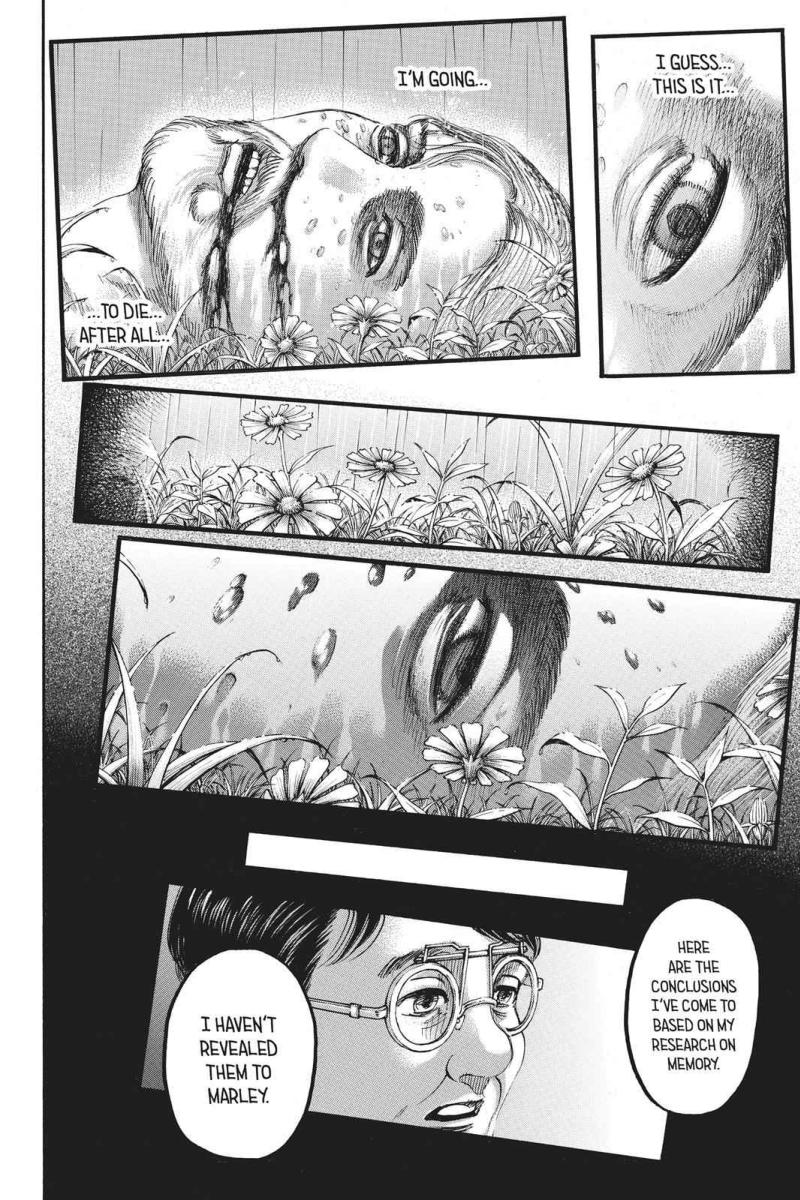 I GUESS...
THIS IS IT...
I'M GOING...
...TO DIE...
AFTER ALL...
HERE
ARE THE
CONCLUSIONS
I'VE COME TO
BASED ON MY
RESEARCH ON
MEMORY.
I HAVEN'T
REVEALED
THEM TO
MARLEY.